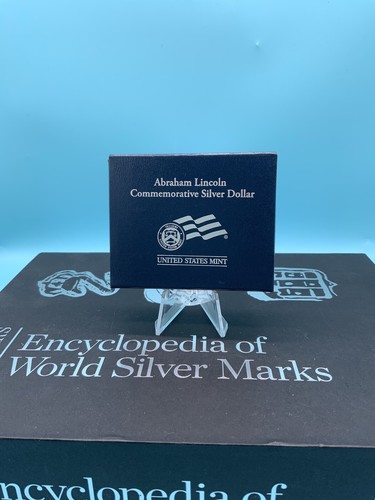 Abraham Lincoln
Commemorative Silver Dollar
UNITED STATES MINT
Encyclopedia of
World Silver Marks
ncyclopedia of